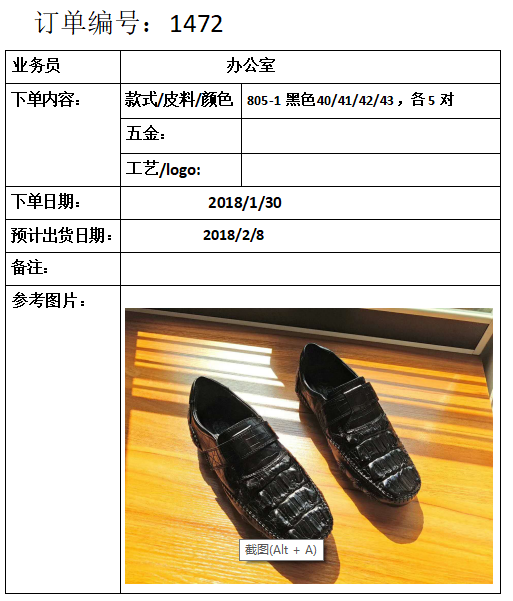 订单编号：1472
业务员 办公室
下单内容： 款式/皮料/颜色 805-1 黑色40/41/42/43，各5 对
五金：
工艺/logo:
下单日期： 2018/1/30
预计出货日期： 2018/2/8
备注：
参考图片：
截图(Alt + A)